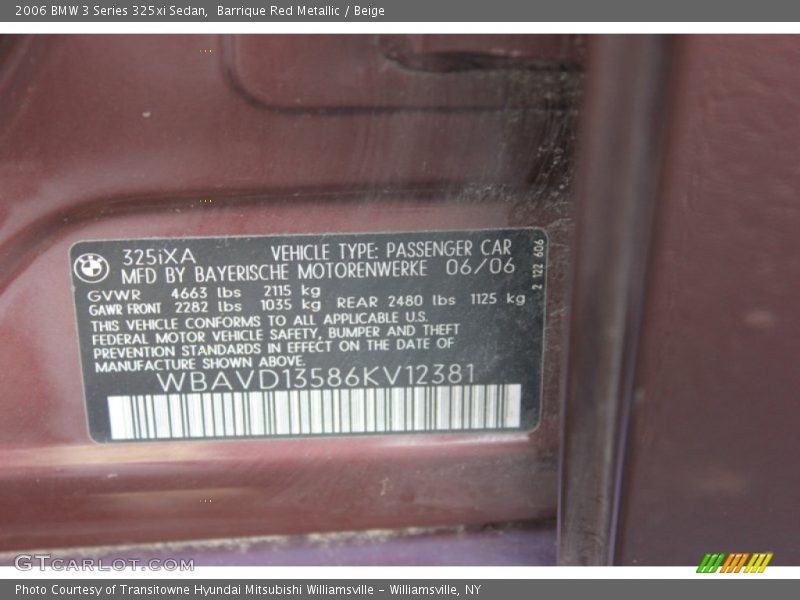 2006 BMW 3 Series 325xi Sedan, Barrique Red Metallic / Beige
325iXA VEHICLE TYPE: PASSENGER CAR
MFD BY BAYERISCHE MOTORENWERKE 06/06
GVWR 4663 lbs 2115 kg
GAWR FRONT 2282 lbs 1035 kg REAR 2480 lbs 1125 kg
THIS VEHICLE CONFORMS TO ALL APPLICABLE U.S.
FEDERAL MOTOR VEHICLE SAFETY, BUMPER AND THEFT
PREVENTION STANDARDS IN EFFECT ON THE DATE OF
MANUFACTURE SHOWN ABOVE.
WBAVD13586KV12381
2 122 606
GTCARLOT.COM
Photo Courtesy of Transitowne Hyundai Mitsubishi Williamsville – Williamsville, NY